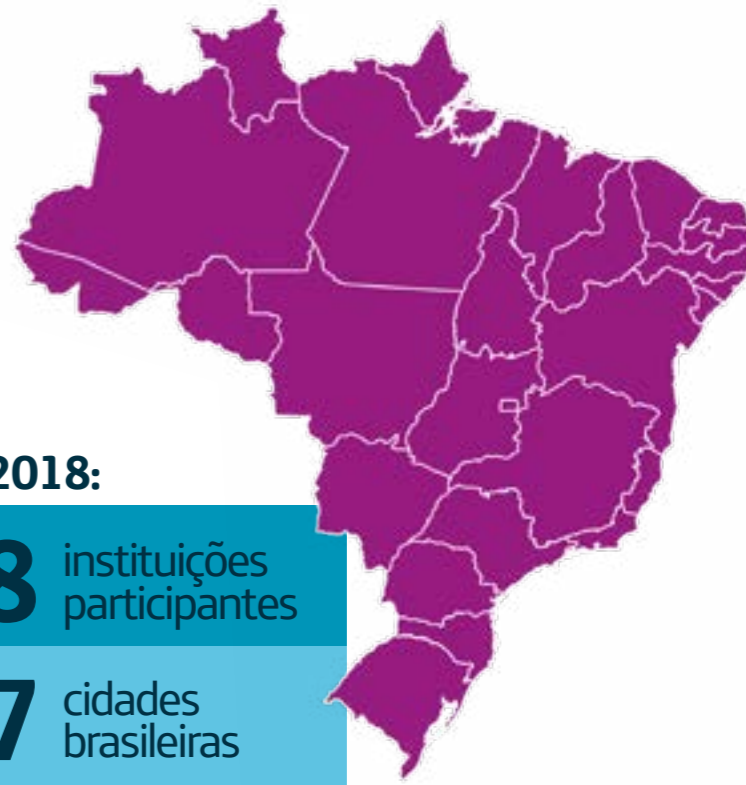 2018:
8 instituições
participantes
7 cidades
brasileiras